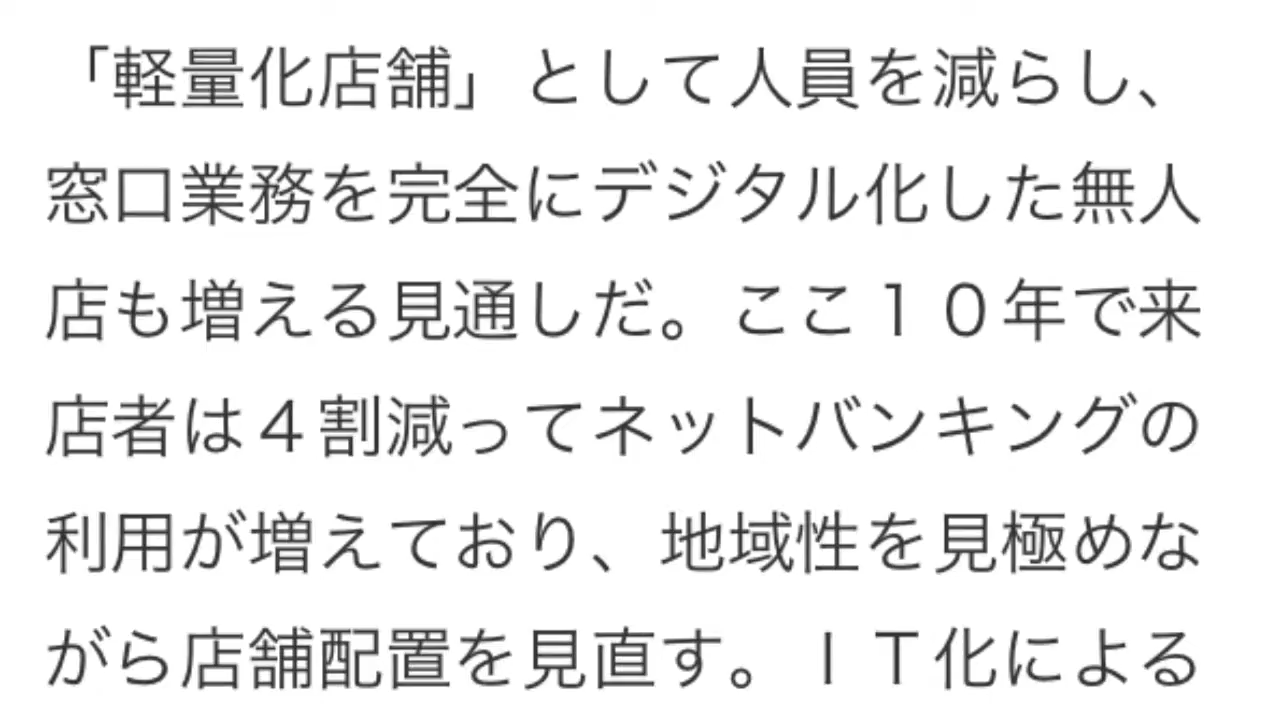 「軽量化店舗」として人員を減らし、
窓口業務を完全にデジタル化した無人
店も増える見通しだ。ここ１０年で来
店者は４割減ってネットバンキングの
利用が増えており、地域性を見極めな
がら店舗配置を見直す。ＩＴ化による